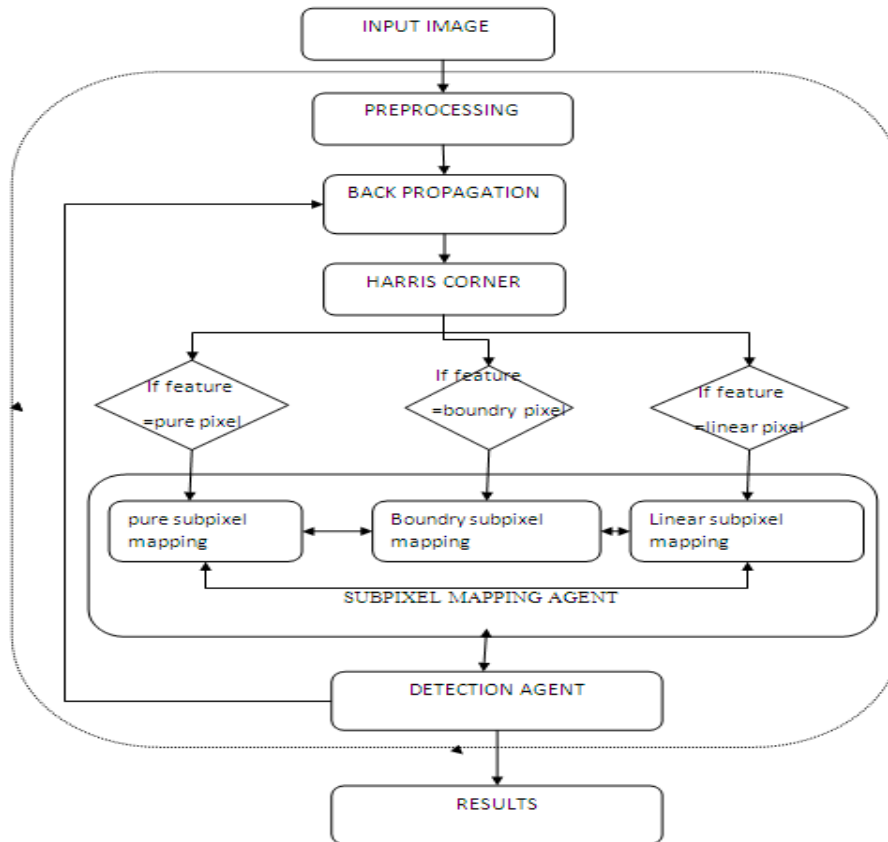 INPUT IMAGE
PREPROCESSING
BACK PROPAGATION
HARRIS CORNER
If feature
=pure pixel
If feature
=boundry pixel
If feature
=linear pixel
pure subpixel
mapping
Boundry subpixel
mapping
Linear subpixel
mapping
SUBPIXEL MAPPING AGENT
DETECTION AGENT
RESULTS